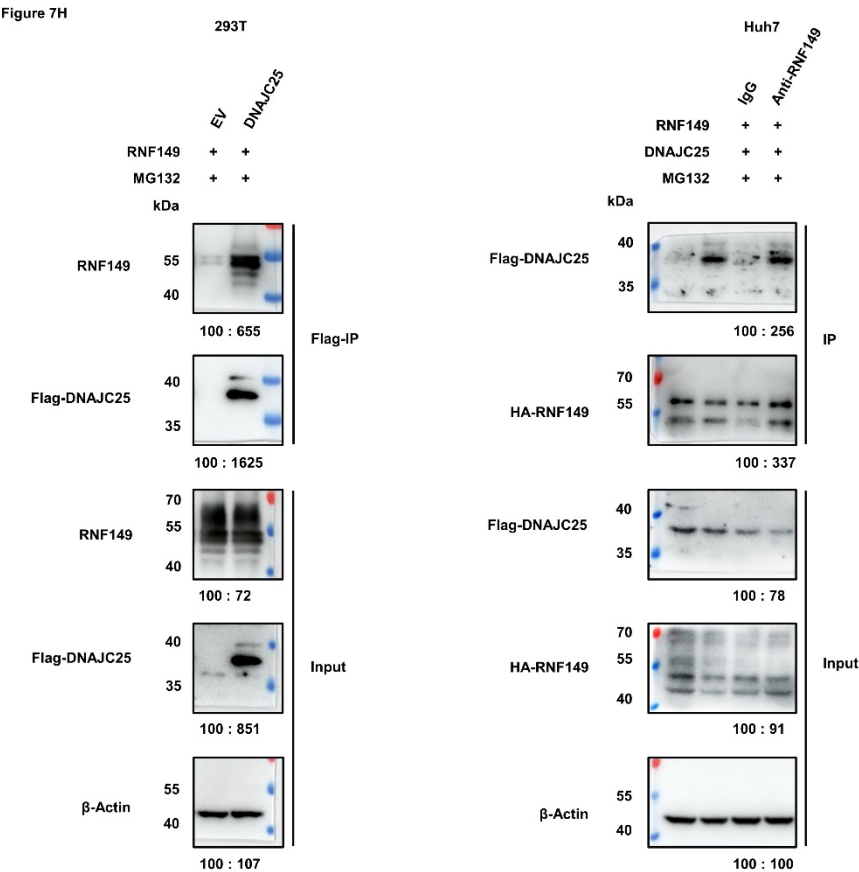 Figure 7H
293T
EV
DNAJC25
RNF149 + +
MG132 + +
kDa
RNF149
55
40
100 : 655
Flag-DNAJC25
40
35
100 : 1625
Flag-IP
RNF149
70
55
40
100 : 72
Flag-DNAJC25
40
35
100 : 851
β-Actin
55
40
100 : 107
Input
Huh7
IgG
Anti-RNF149
RNF149 + +
DNAJC25 + +
MG132 + +
kDa
Flag-DNAJC25
40
35
100 : 256
HA-RNF149
70
55
100 : 337
IP
Flag-DNAJC25
40
35
100 : 78
HA-RNF149
70
55
40
100 : 91
β-Actin
55
40
100 : 100
Input